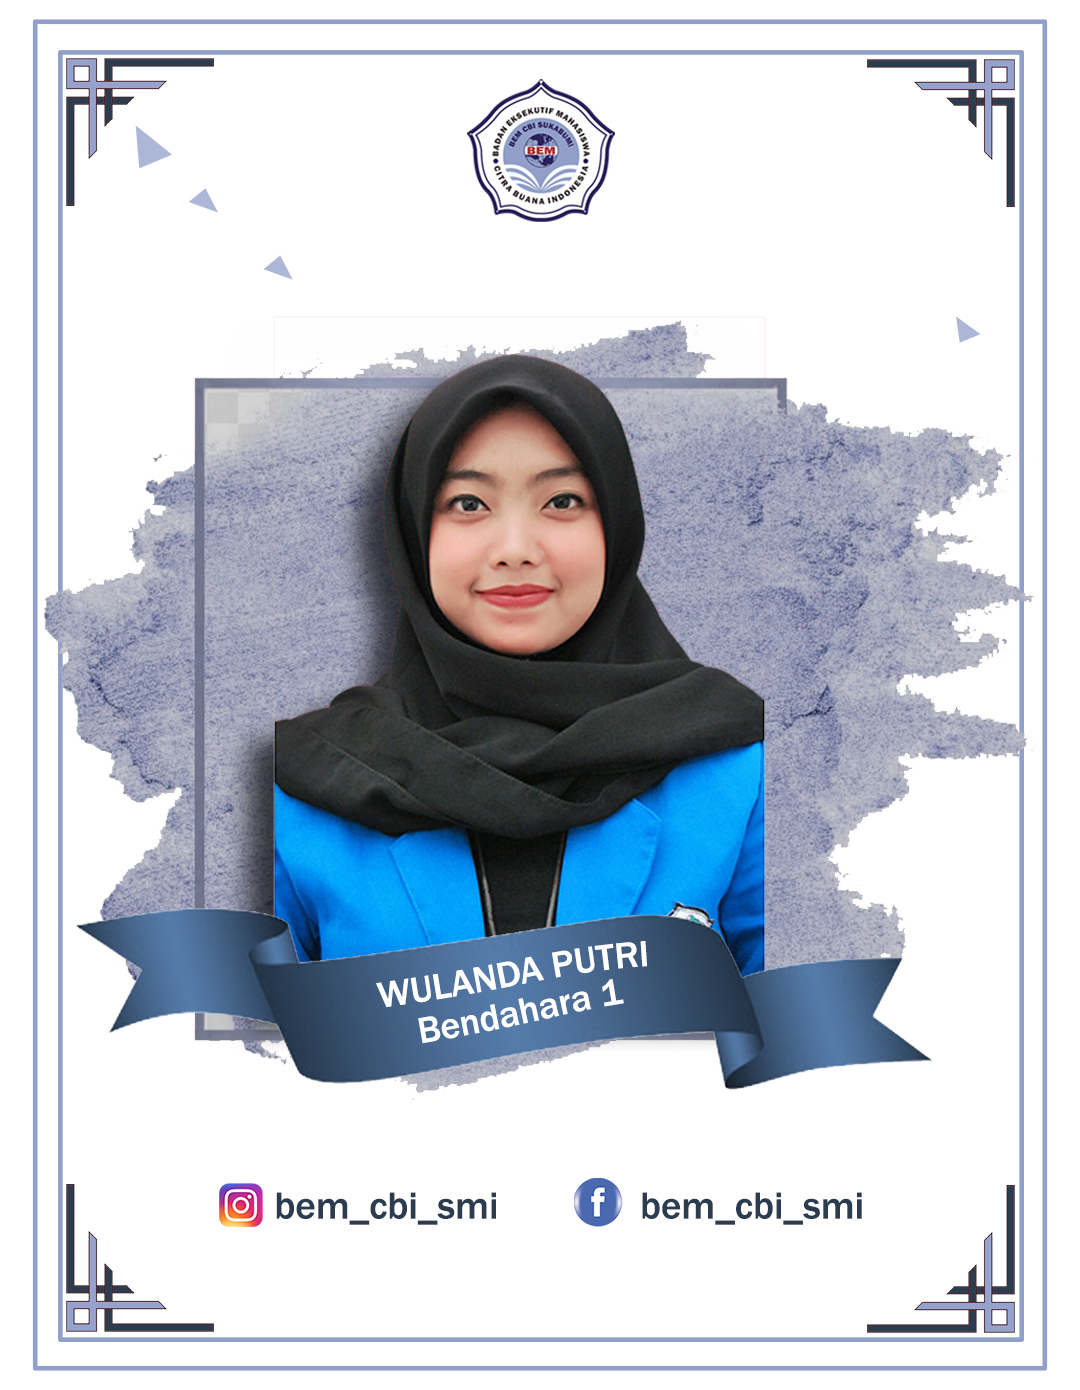 BADAN EKSEKUTIF MAHASISWA
BEM CBI SUKABUMI
BEM
CITRA BUANA INDONESIA
WULANDA PUTRI
Bendahara 1
bem_cbi_smi
bem_cbi_smi